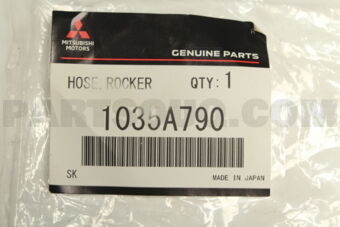 MITSUBISHI
MOTORS
GENUINE PARTS
HOSE,ROCKER QTY:1
1035A790
SK MADE IN JAPAN